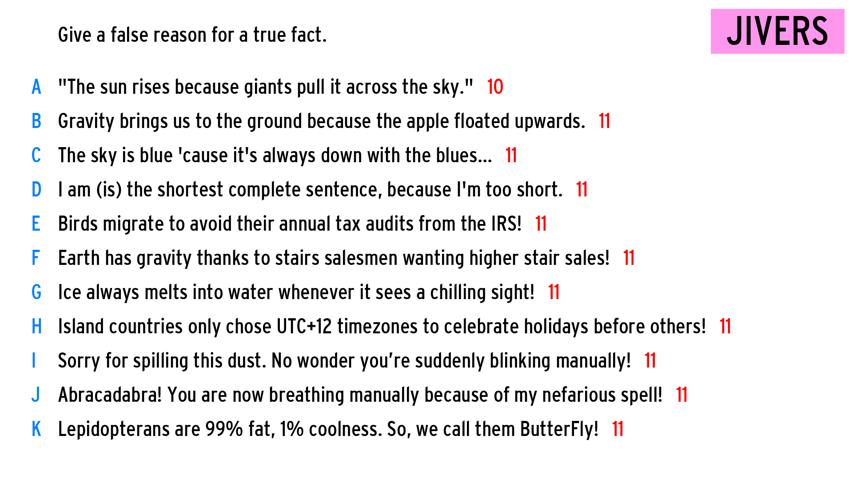 Give a false reason for a true fact.
JIVERS
A "The sun rises because giants pull it across the sky." 10
B Gravity brings us to the ground because the apple floated upwards. 11
C The sky is blue 'cause it's always down with the blues... 11
D I am (is) the shortest complete sentence, because I'm too short. 11
E Birds migrate to avoid their annual tax audits from the IRS! 11
F Earth has gravity thanks to stairs salesmen wanting higher stair sales! 11
G Ice always melts into water whenever it sees a chilling sight! 11
H Island countries only chose UTC+12 timezones to celebrate holidays before others! 11
I Sorry for spilling this dust. No wonder you’re suddenly blinking manually! 11
J Abracadabra! You are now breathing manually because of my nefarious spell! 11
K Lepidopterans are 99% fat, 1% coolness. So, we call them ButterFly! 11